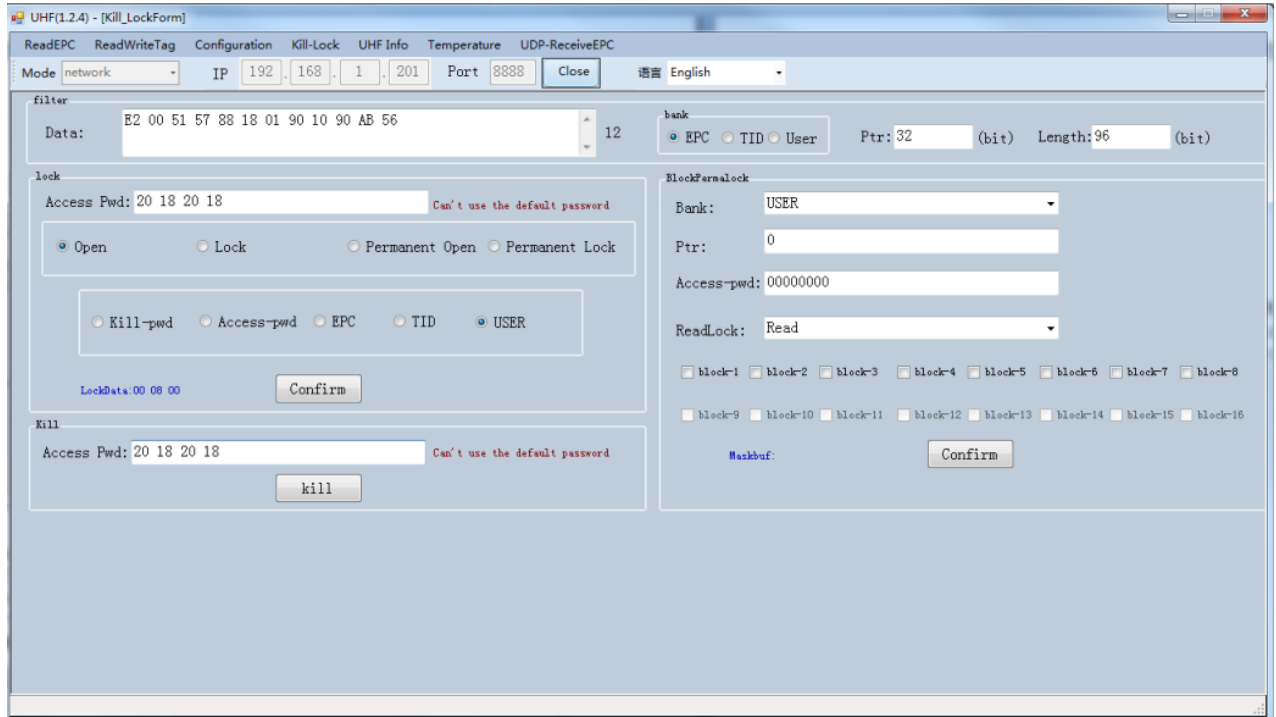 UHF(1.2.4) - [Kill_LockForm]
ReadEPC ReadWriteTag Configuration Kill-Lock UHF Info Temperature UDP-ReceiveEPC
Mode network IP 192 . 168 . 1 . 201 Port 8888 Close 语言 English
filter
Data: E2 00 51 57 88 18 01 90 10 90 AB 56 12
bank
EPC TID User Ptr: 32 (bit) Length: 96 (bit)
lock
Access Pwd: 20 18 20 18 Can't use the default password
Open Lock Permanent Open Permanent Lock
Kill-pwd Access-pwd EPC TID USER
LockData:00 08 00 Confirm
Kill
Access Pwd: 20 18 20 18 Can't use the default password
kill
BlockPermalock
Bank: USER
Ptr: 0
Access-pwd: 00000000
ReadLock: Read
block-1 block-2 block-3 block-4 block-5 block-6 block-7 block-8
block-9 block-10 block-11 block-12 block-13 block-14 block-15 block-16
Maskbuf: Confirm